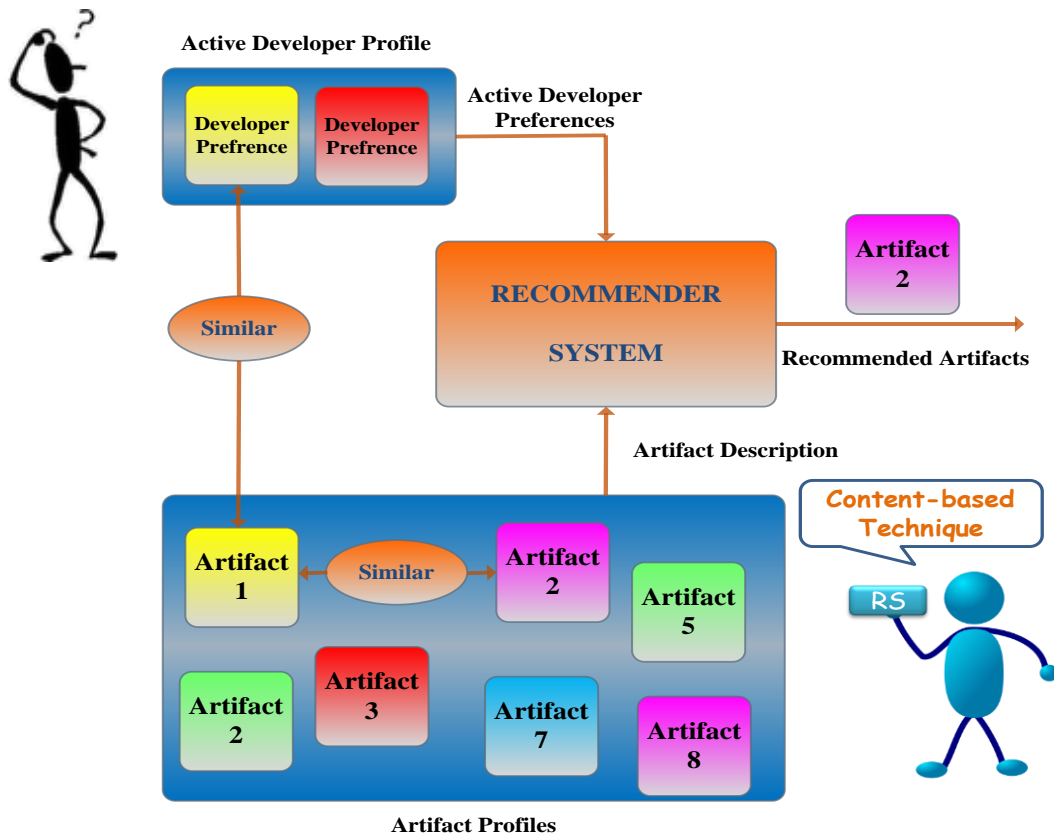 ?
Active Developer Profile
Developer
Prefrence
Developer
Prefrence
Active Developer
Preferences
RECOMMENDER
SYSTEM
Artifact
2
Recommended Artifacts
Similar
Artifact Description
Artifact
1
Similar
Artifact
2
Artifact
5
Artifact
2
Artifact
3
Artifact
7
Artifact
8
Artifact Profiles
Content-based
Technique
RS